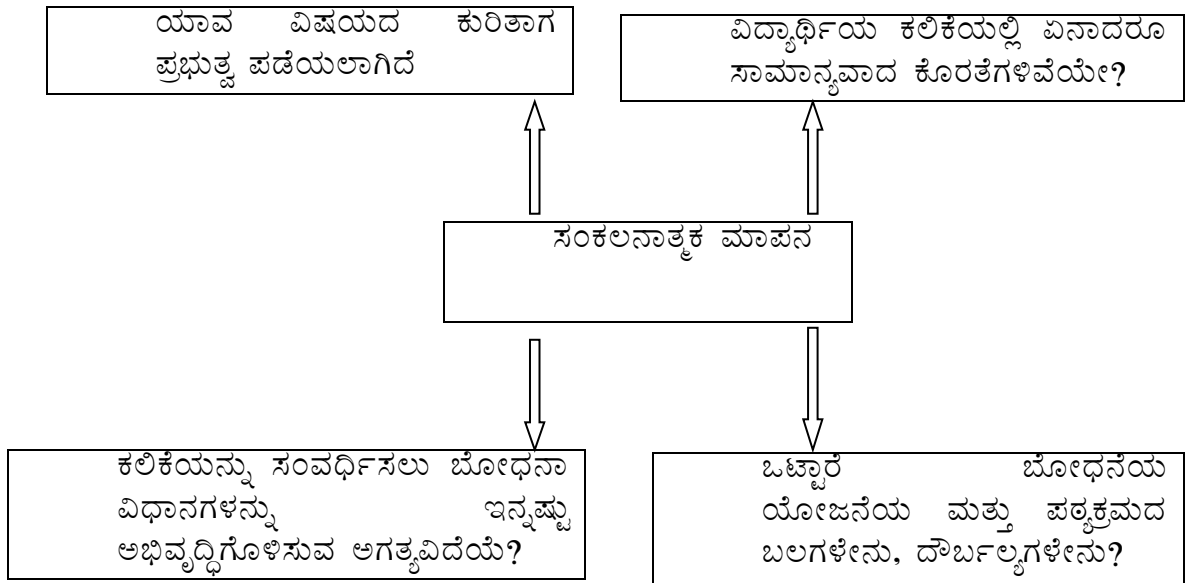 ಯಾವ ವಿಷಯದ ಕುರಿತಾಗ
ಪ್ರಭುತ್ವ ಪಡೆಯಲಾಗಿದೆ
ವಿದ್ಯಾರ್ಥಿಯ ಕಲಿಕೆಯಲ್ಲಿ ಏನಾದರೂ
ಸಾಮಾನ್ಯವಾದ ಕೊರತೆಗಳಿವೆಯೇ?
ಸಂಕಲನಾತ್ಮಕ ಮಾಪನ
ಕಲಿಕೆಯನ್ನು ಸಂವರ್ಧಿಸಲು ಬೋಧನಾ
ವಿಧಾನಗಳನ್ನು ಇನ್ನಷ್ಟು
ಅಭಿವೃದ್ಧಿಗೊಳಿಸುವ ಅಗತ್ಯವಿದೆಯೆ?
ಒಟ್ಟಾರೆ ಬೋಧನೆಯ
ಯೋಜನೆಯ ಮತ್ತು ಪಠ್ಯಕ್ರಮದ
ಬಲಗಳೇನು, ದೌರ್ಬಲ್ಯಗಳೇನು?